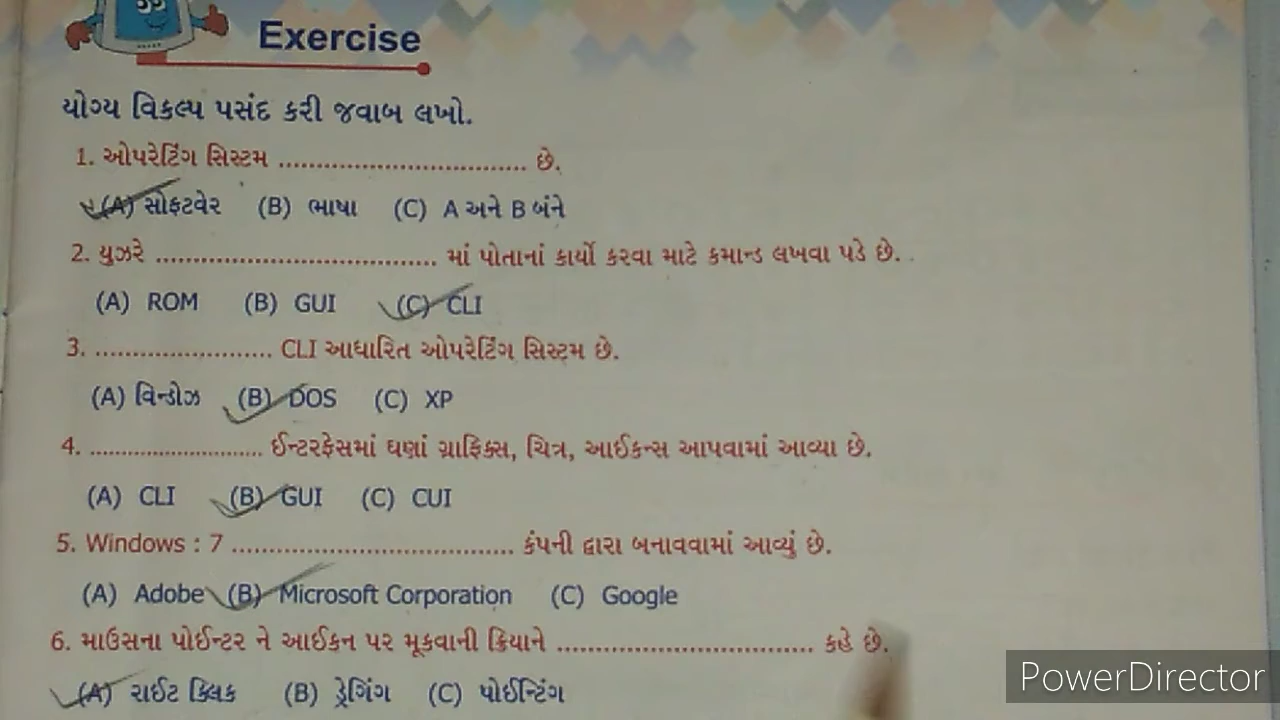 Exercise
યોગ્ય વિકલ્પ પસંદ કરી જવાબ લખો.
1. ઓપરેટિંગ સિસ્ટમ ................................. છે.
(A) સોફ્ટવેર (B) ભાષા (C) A અને B બંને
2. યુઝરે ..................................... માં પોતાનાં કાર્યો કરવા માટે કમાન્ડ લખવા પડે છે.
(A) ROM (B) GUI (C) CLI
3. ........................ CLI આધારિત ઓપરેટિંગ સિસ્ટમ છે.
(A) વિન્ડોઝ (B) DOS (C) XP
4. ........................... ઈન્ટરફેસમાં ઘણાં ગ્રાફિક્સ, ચિત્ર, આઈકન્સ આપવામાં આવ્યા છે.
(A) CLI (B) GUI (C) CUI
5. Windows : 7 ..................................... કંપની દ્વારા બનાવવામાં આવ્યું છે.
(A) Adobe (B) Microsoft Corporation (C) Google
6. માઉસના પોઈન્ટર ને આઈકન પર મૂકવાની ક્રિયાને .................................. કહે છે.
(A) રાઈટ ક્લિક (B) ડ્રેગિંગ (C) પોઈન્ટિંગ
PowerDirector